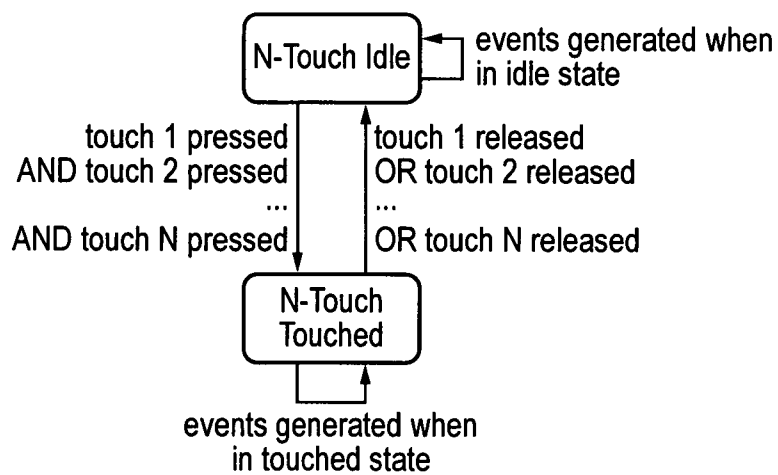 N-Touch Idle
events generated when
in idle state
touch 1 pressed
AND touch 2 pressed
...
AND touch N pressed
touch 1 released
OR touch 2 released
...
OR touch N released
N-Touch
Touched
events generated when
in touched state